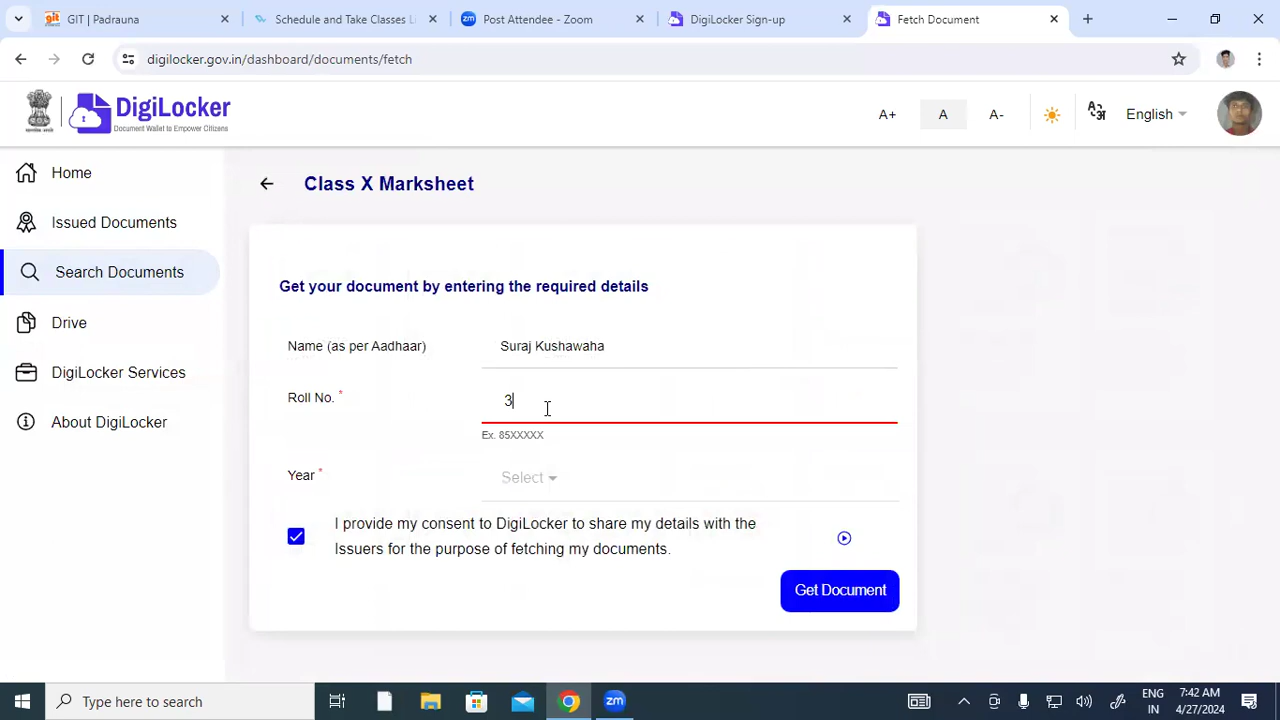 GIT | Padrauna
Schedule and Take Classes Li
Post Attendee - Zoom
DigiLocker Sign-up
Fetch Document
digilocker.gov.in/dashboard/documents/fetch
DigiLocker
Document Wallet to Empower Citizens
A+
A
A-
English
Home
Issued Documents
Search Documents
Drive
DigiLocker Services
About DigiLocker
Class X Marksheet
Get your document by entering the required details
Name (as per Aadhaar)
Suraj Kushawaha
Roll No. *
3
Ex. 85XXXXX
Year *
Select
I provide my consent to DigiLocker to share my details with the
Issuers for the purpose of fetching my documents.
Get Document
Type here to search
ENG
IN
7:42 AM
4/27/2024